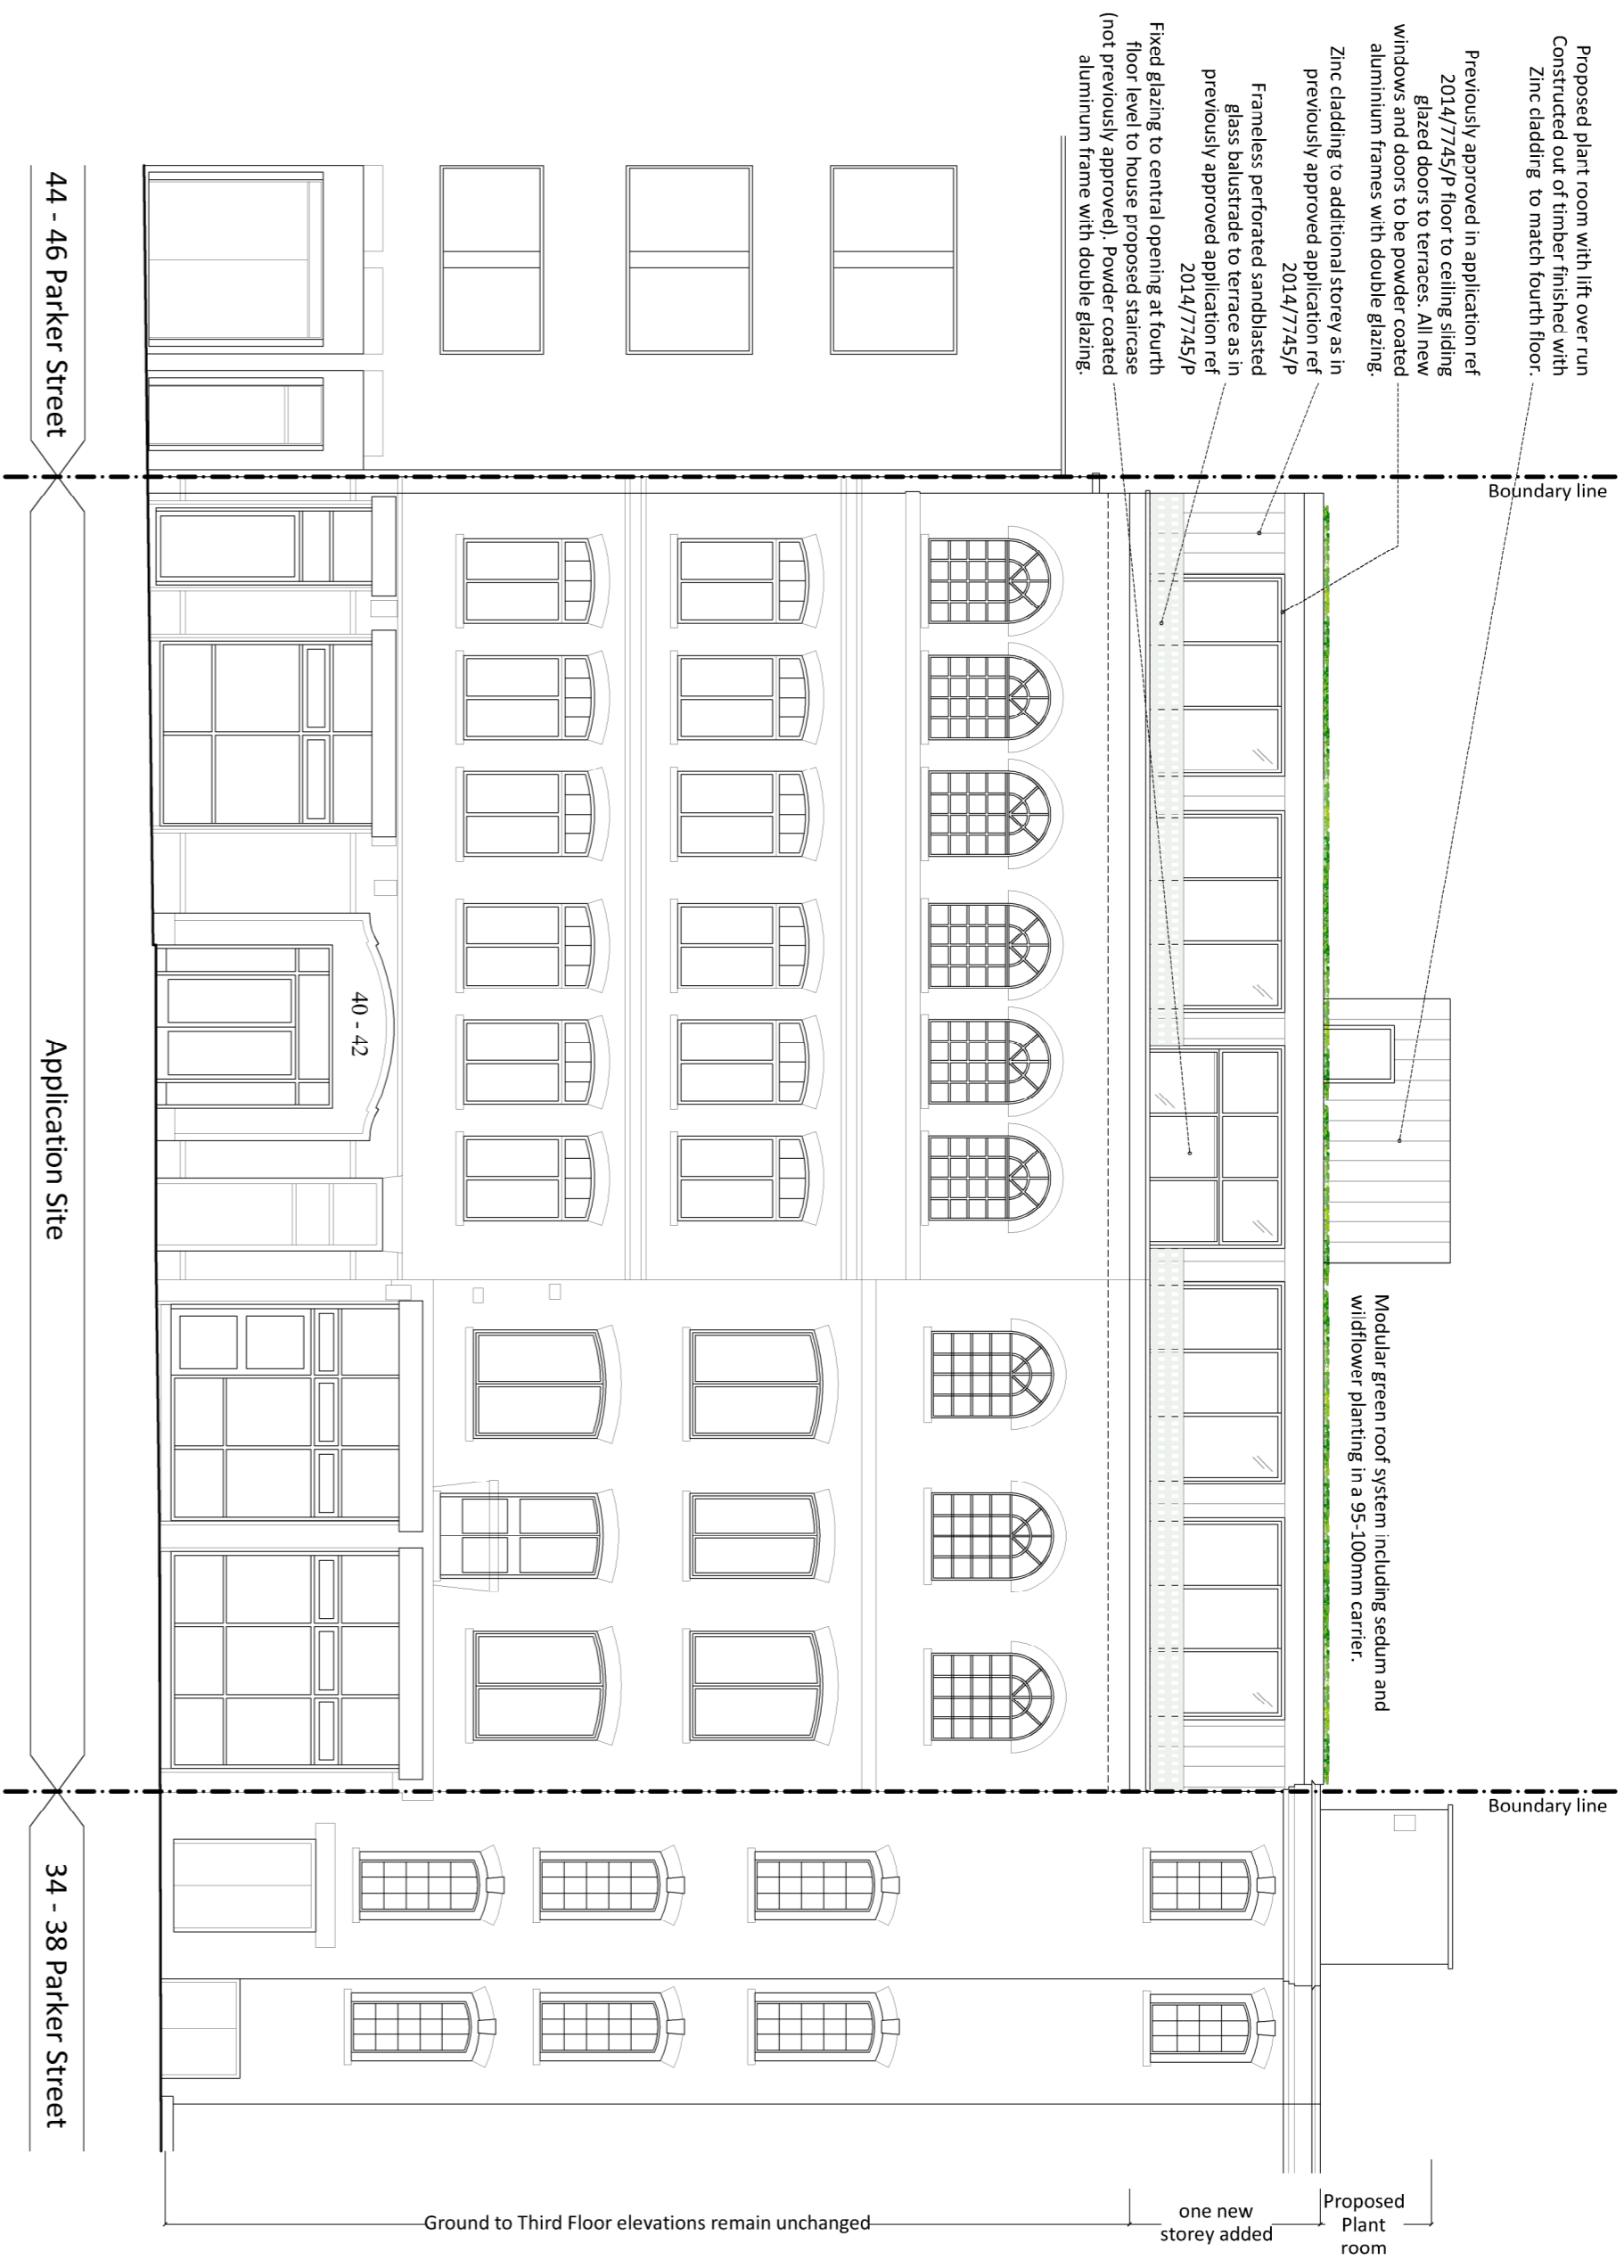 Proposed plant room with lift over run
Constructed out of timber finished with
Zinc cladding to match fourth floor.
Previously approved in application ref
2014/7745/P floor to ceiling sliding
glazed doors to terraces. All new
windows and doors to be powder coated
aluminium frames with double glazing.
Zinc cladding to additional storey as in
previously approved application ref
2014/7745/P
Frameless perforated sandblasted
glass balustrade to terrace as in
previously approved application ref
2014/7745/P
Fixed glazing to central opening at fourth
floor level to house proposed staircase
(not previously approved). Powder coated
aluminum frame with double glazing.
Boundary line
Modular green roof system including sedum and
wildflower planting in a 95-100mm carrier.
Boundary line
Proposed
Plant
room
one new
storey added
Ground to Third Floor elevations remain unchanged
40 - 42
44 - 46 Parker Street
Application Site
34 - 38 Parker Street